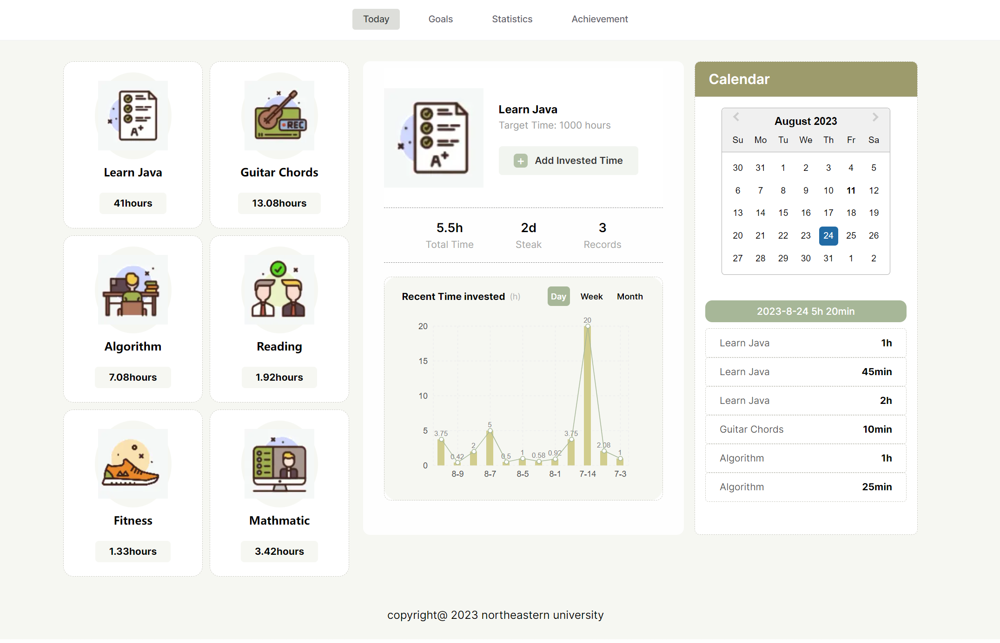 Today Goals Statistics Achievement
A+
Learn Java
41hours
REC
Guitar Chords
13.08hours
Algorithm
7.08hours
Reading
1.92hours
Fitness
1.33hours
Mathmatic
3.42hours
A+
Learn Java
Target Time: 1000 hours
+ Add Invested Time
5.5h 2d 3
Total Time Steak Records
Recent Time invested (h) Day Week Month
20
15
10
5
0
3.75 0.42 2 5 0.5 1 0.58 0.92 3.75 20 2.08 1
8-9 8-7 8-5 8-1 7-14 7-3
Calendar
August 2023
Su Mo Tu We Th Fr Sa
30 31 1 2 3 4 5
6 7 8 9 10 11 12
13 14 15 16 17 18 19
20 21 22 23 24 25 26
27 28 29 30 31 1 2
2023-8-24 5h 20min
Learn Java 1h
Learn Java 45min
Learn Java 2h
Guitar Chords 10min
Algorithm 1h
Algorithm 25min
copyright@ 2023 northeastern university